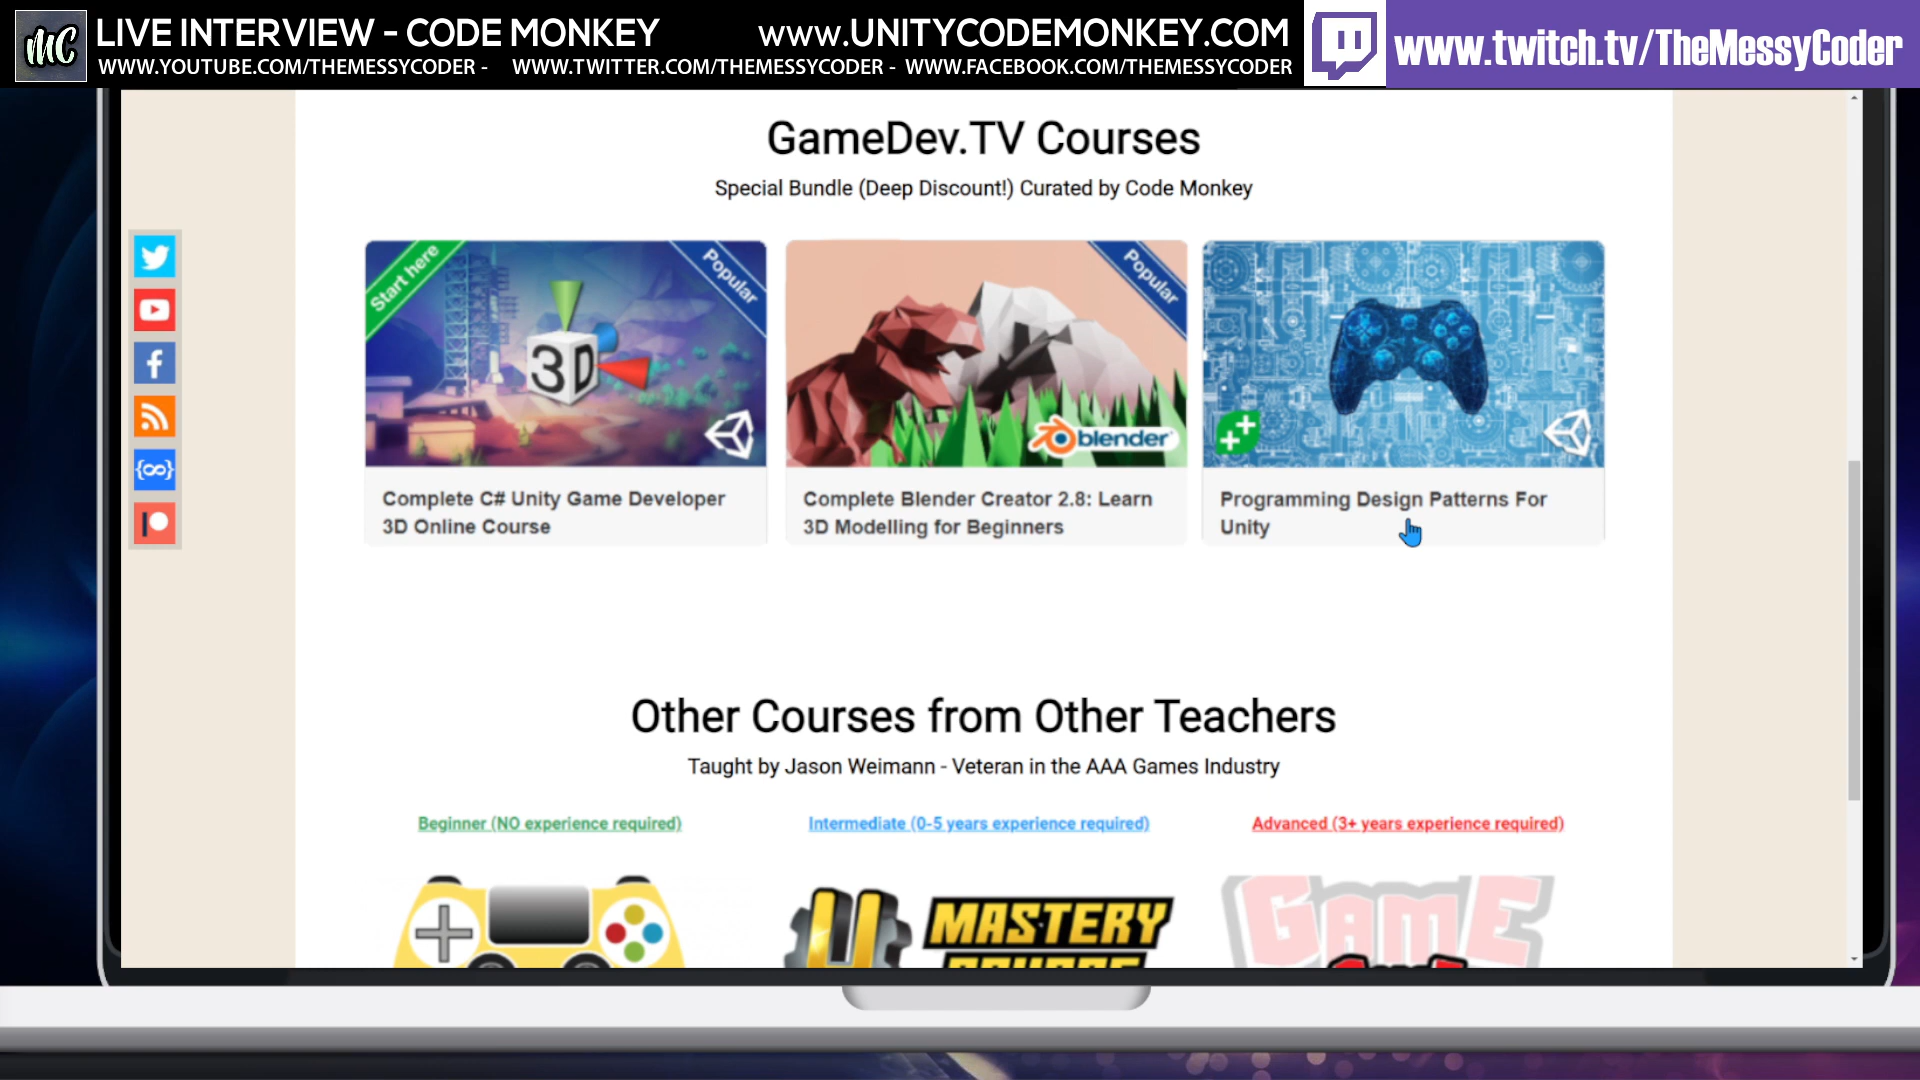 MC
LIVE INTERVIEW - CODE MONKEY
www.UNITYCODEMONKEY.COM
WWW.YOUTUBE.COM/THEMESSYCODER - WWW.TWITTER.COM/THEMESSYCODER - WWW.FACEBOOK.COM/THEMESSYCODER
www.twitch.tv/TheMessyCoder
GameDev.TV Courses
Special Bundle (Deep Discount!) Curated by Code Monkey
Start here
Popular
3D
Popular
blender
Complete C# Unity Game Developer
3D Online Course
Complete Blender Creator 2.8: Learn
3D Modelling for Beginners
Programming Design Patterns For
Unity
Other Courses from Other Teachers
Taught by Jason Weimann - Veteran in the AAA Games Industry
Beginner (NO experience required)
Intermediate (0-5 years experience required)
Advanced (3+ years experience required)
MASTERY
GAME